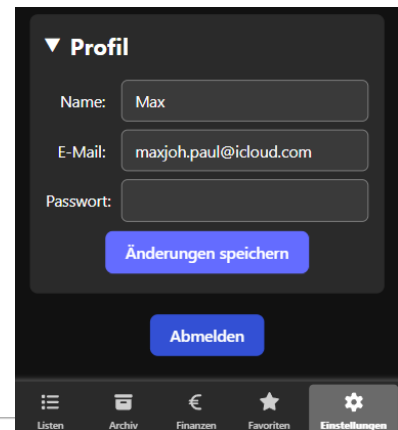 ▼ Profil
Name: Max
E-Mail: maxjoh.paul@icloud.com
Passwort:
Änderungen speichern
Abmelden
Listen Archiv Finanzen Favoriten Einstellungen